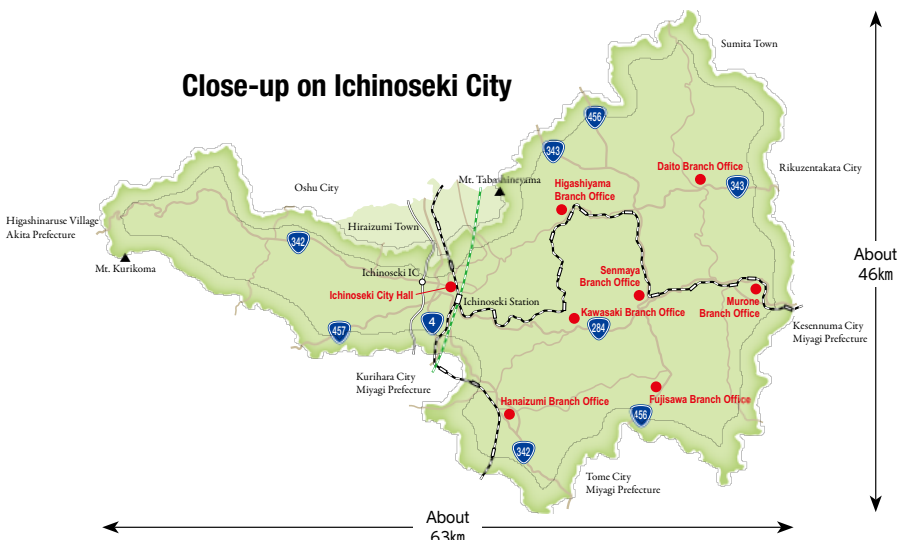 Sumita Town
Close-up on Ichinoseki City
456
343
Daito Branch Office
Rikuzentakata City
Mt. Tabashineyama
Higashiyama
Branch Office
343
Oshu City
Higashinaruse Village
Akita Prefecture
Hiraizumi Town
342
Mt. Kurikoma
About
46km
Ichinoseki IC
Senmaya
Branch Office
Ichinoseki City Hall
Ichinoseki Station
Murone
Branch Office
Kawasaki Branch Office
4
457
284
Kesennuma City
Miyagi Prefecture
Kurihara City
Miyagi Prefecture
Hanaizumi Branch Office
Fujisawa Branch Office
456
342
Tome City
Miyagi Prefecture
About
63km